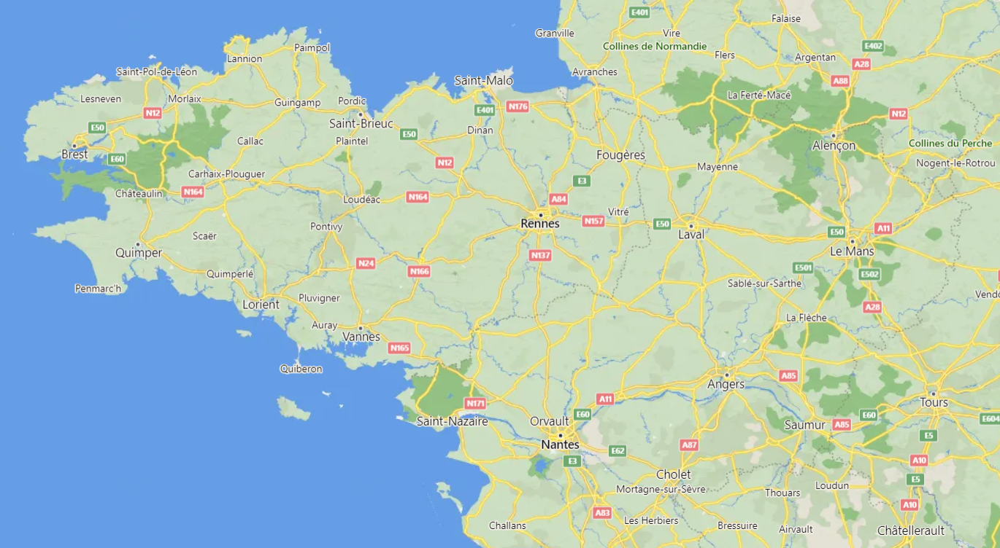 E401
Falaise
Granville
Vire
Collines de Normandie
E402
Paimpol
Lannion
Flers
Argentan
A28
Saint-Pol-de-Léon
Avranches
Saint-Malo
A88
Lesneven
Morlaix
Guingamp
Pordic
La Ferté-Macé
N12
E401
N176
N12
Saint-Brieuc
E50
E50
Dinan
Callac
Plaintel
Alençon
Collines du Perche
Brest
E60
N12
Fougères
Mayenne
Nogent-le-Rotrou
Carhaix-Plouguer
E3
Châteaulin
N164
Loudéac
N164
A84
Vitré
Rennes
N157
E50
Pontivy
Scaër
Laval
E50
A11
Quimper
Le Mans
N137
N24
N166
E501
E502
Quimperlé
Sablé-sur-Sarthe
Penmarc'h
Vendo
Lorient
Pluvigner
A28
Auray
La Flèche
Vannes
N165
Quiberon
A85
Angers
A11
N171
Tours
Saint-Nazaire
Orvault
E60
Saumur
A85
E60
E604
Nantes
E62
A87
E5
E3
A10
Cholet
E5
Mortagne-sur-Sèvre
Loudun
Thouars
A10
A83
Challans
Les Herbiers
Bressuire
Airvault
Châtellerault